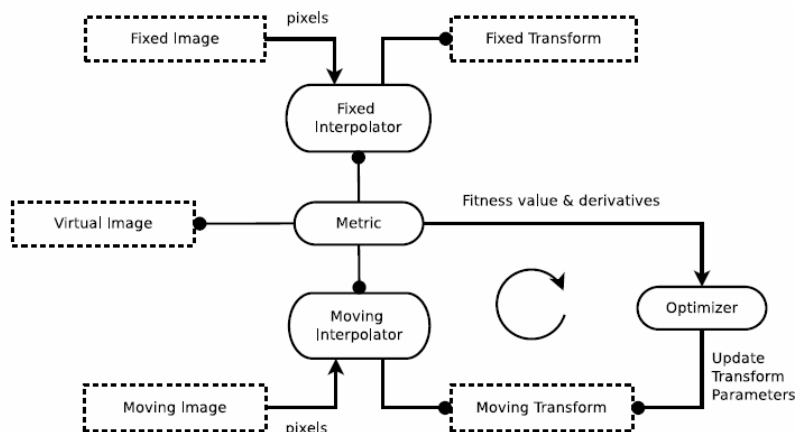 pixels
Fixed Image
Fixed Transform
Fixed
Interpolator
Virtual Image
Metric
Fitness value & derivatives
Moving
Interpolator
Optimizer
Update
Transform
Parameters
Moving Image
pixels
Moving Transform